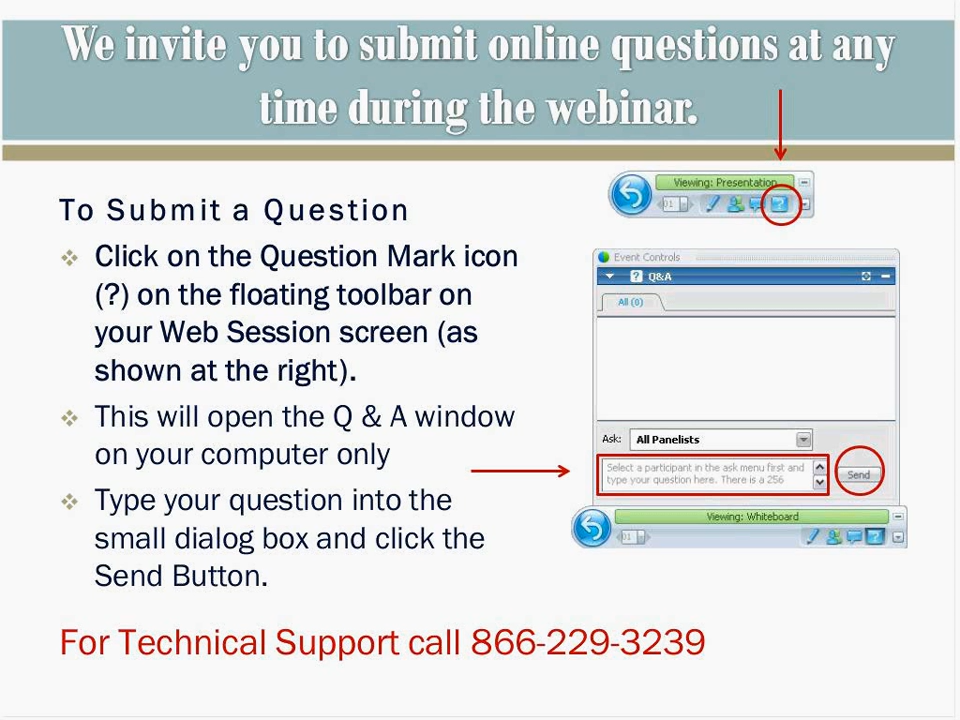 We invite you to submit online questions at any
time during the webinar.
To Submit a Question
Click on the Question Mark icon
(?) on the floating toolbar on
your Web Session screen (as
shown at the right).
This will open the Q & A window
on your computer only
Type your question into the
small dialog box and click the
Send Button.
For Technical Support call 866-229-3239
Viewing: Presentation
01
?
Event Controls
? Q&A
All (0)
Ask: All Panelists
Select a participant in the ask menu first and
type your question here. There is a 256
Send
Viewing: Whiteboard
01
?